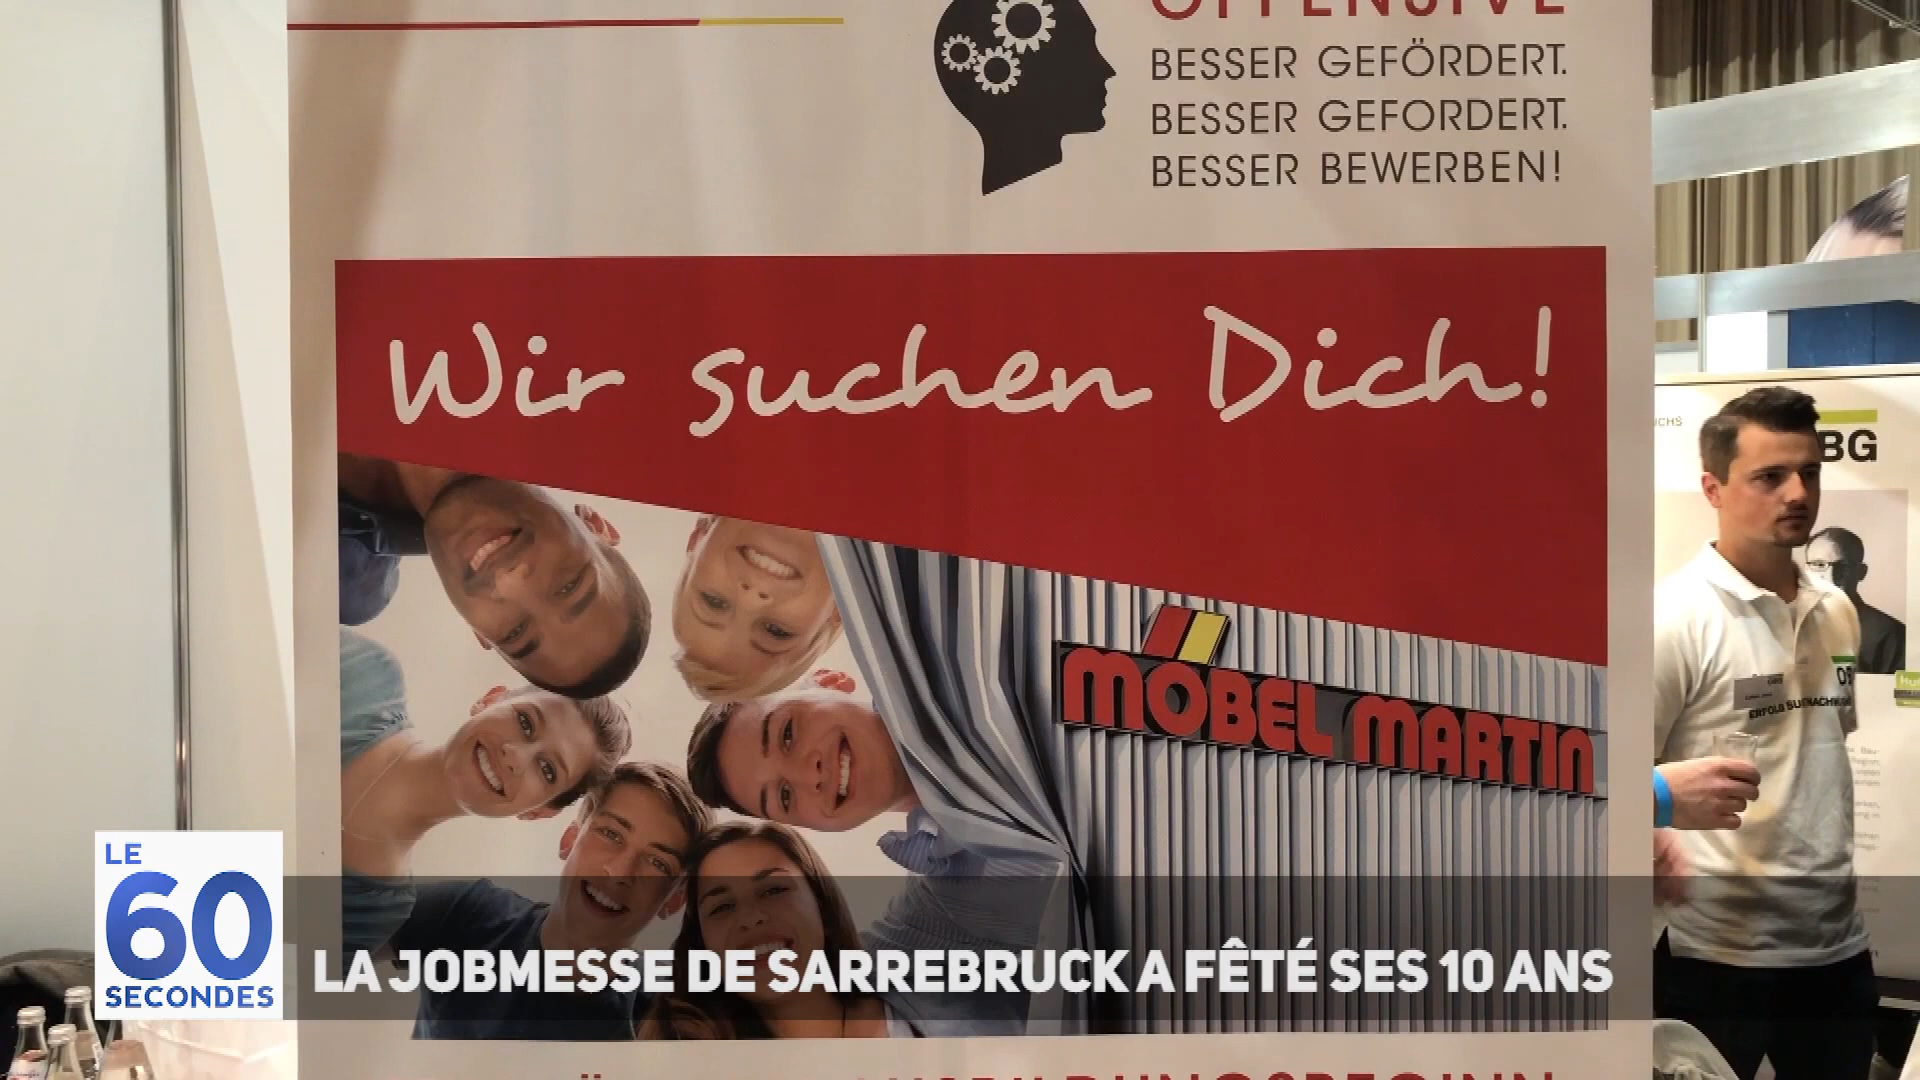 OFFENSIVE
BESSER GEFÖRDERT.
BESSER GEFORDERT.
BESSER BEWERBEN!
Wir suchen Dich!
MÖBEL MARTIN
BG
LE
60
SECONDES
LA JOBMESSE DE SARREBRUCK A FÊTÉ SES 10 ANS
AUSBILDUNGSBEGINN